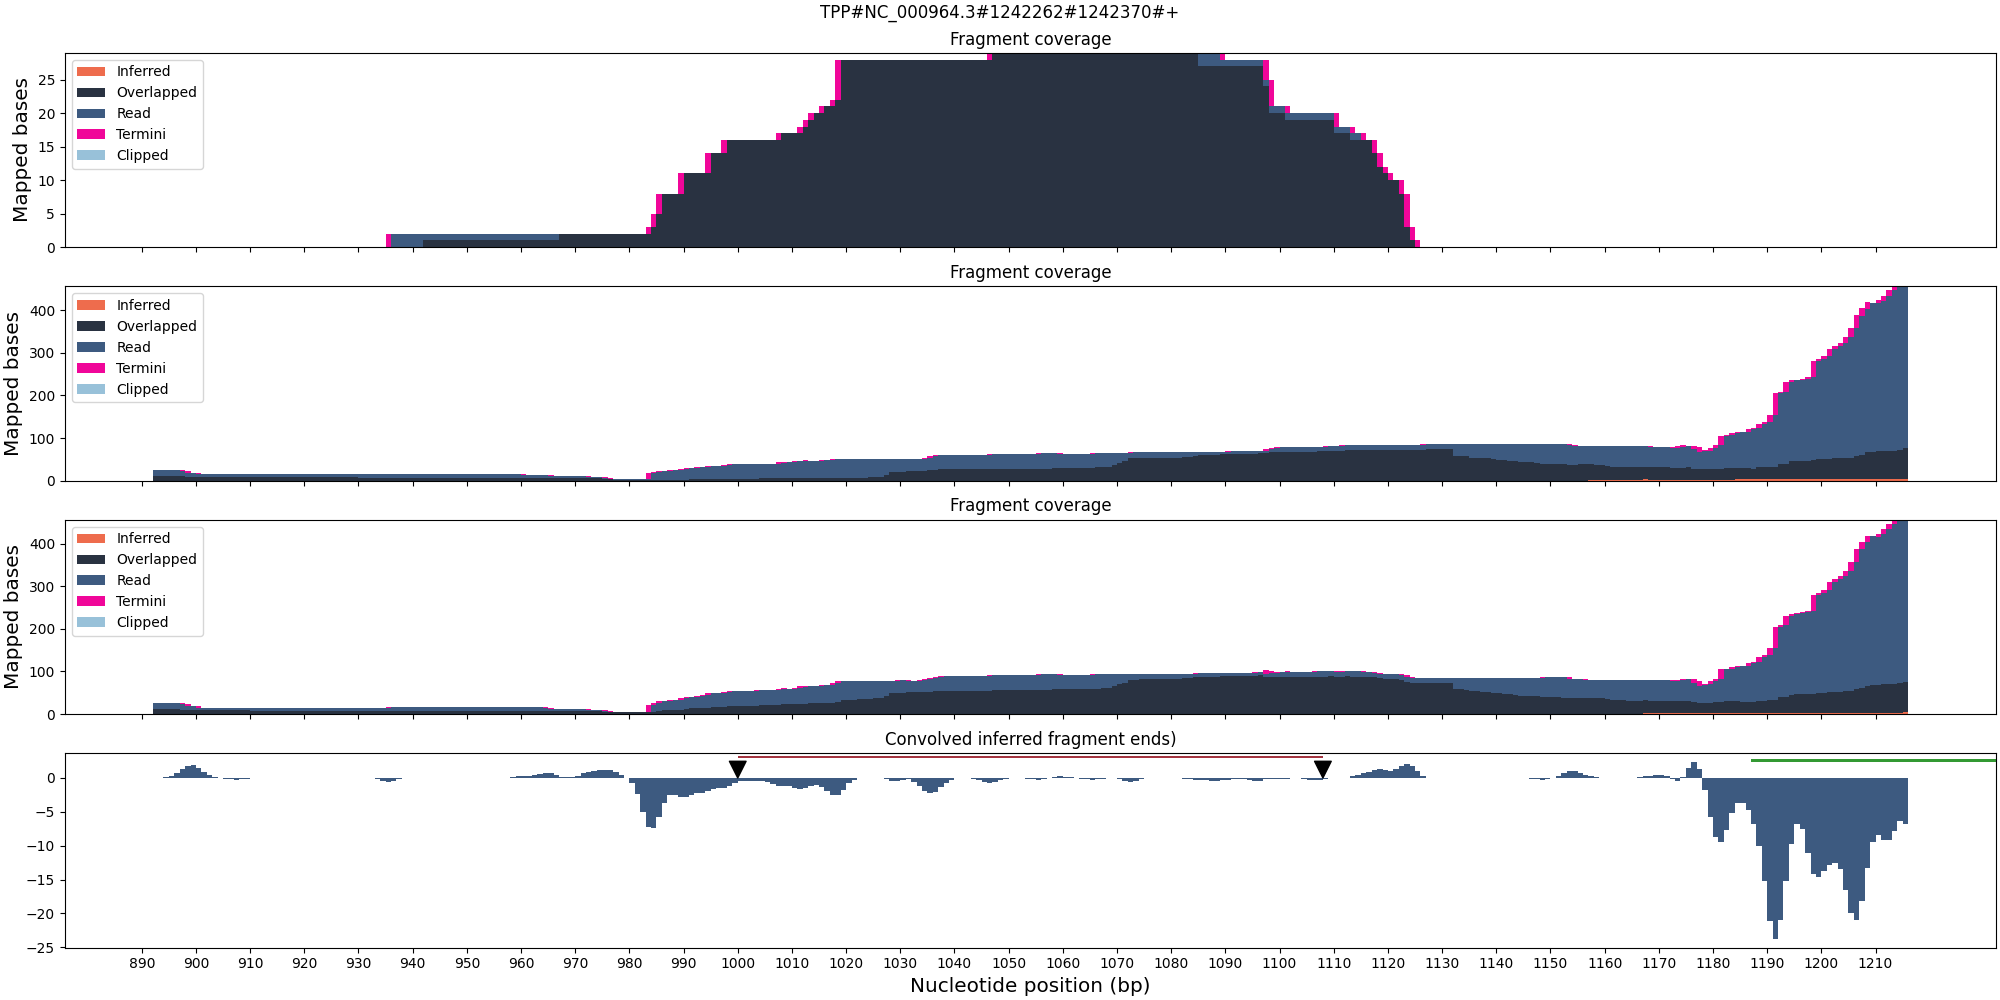 TPP#NC_000964.3#1242262#1242370#+
Fragment coverage
Mapped bases
25
20
15
10
5
0
Inferred
Overlapped
Read
Termini
Clipped
Fragment coverage
Mapped bases
400
300
200
100
0
Inferred
Overlapped
Read
Termini
Clipped
Fragment coverage
Mapped bases
400
300
200
100
0
Inferred
Overlapped
Read
Termini
Clipped
Convolved inferred fragment ends)
0
−5
−10
−15
−20
−25
890 900 910 920 930 940 950 960 970 980 990 1000 1010 1020 1030 1040 1050 1060 1070 1080 1090 1100 1110 1120 1130 1140 1150 1160 1170 1180 1190 1200 1210
Nucleotide position (bp)